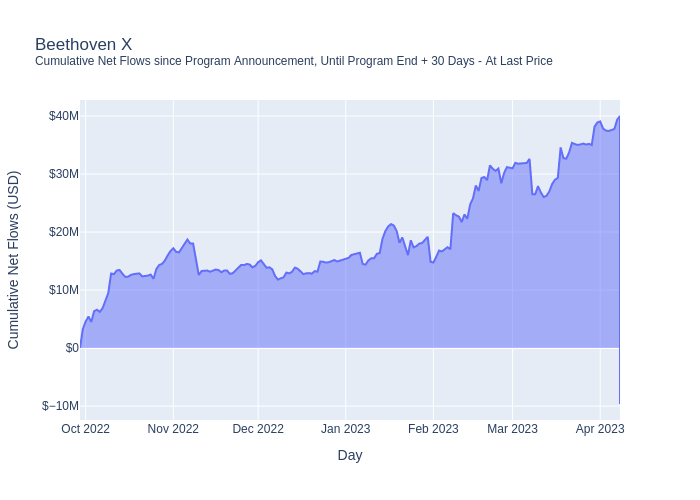 Beethoven X
Cumulative Net Flows since Program Announcement, Until Program End + 30 Days - At Last Price
Cumulative Net Flows (USD)
$40M
$30M
$20M
$10M
$0
$−10M
Oct 2022
Nov 2022
Dec 2022
Jan 2023
Feb 2023
Mar 2023
Apr 2023
Day